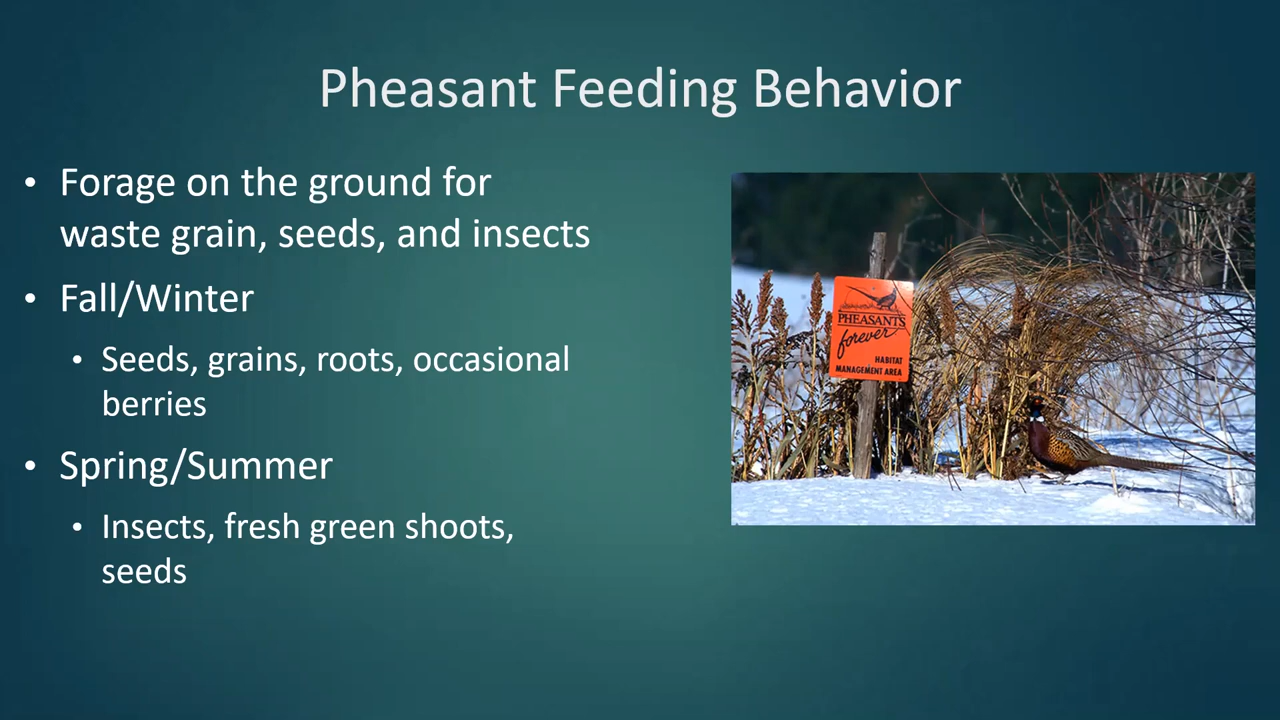 Pheasant Feeding Behavior
• Forage on the ground for
waste grain, seeds, and insects
• Fall/Winter
• Seeds, grains, roots, occasional
berries
• Spring/Summer
• Insects, fresh green shoots,
seeds
PHEASANTS
forever
HABITAT
MANAGEMENT AREA